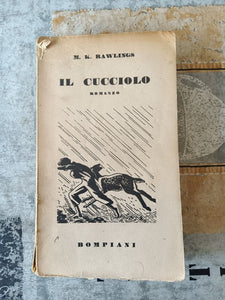 M. K. RAWLINGS
IL CUCCIOLO
ROMANZO
BOMPIANI